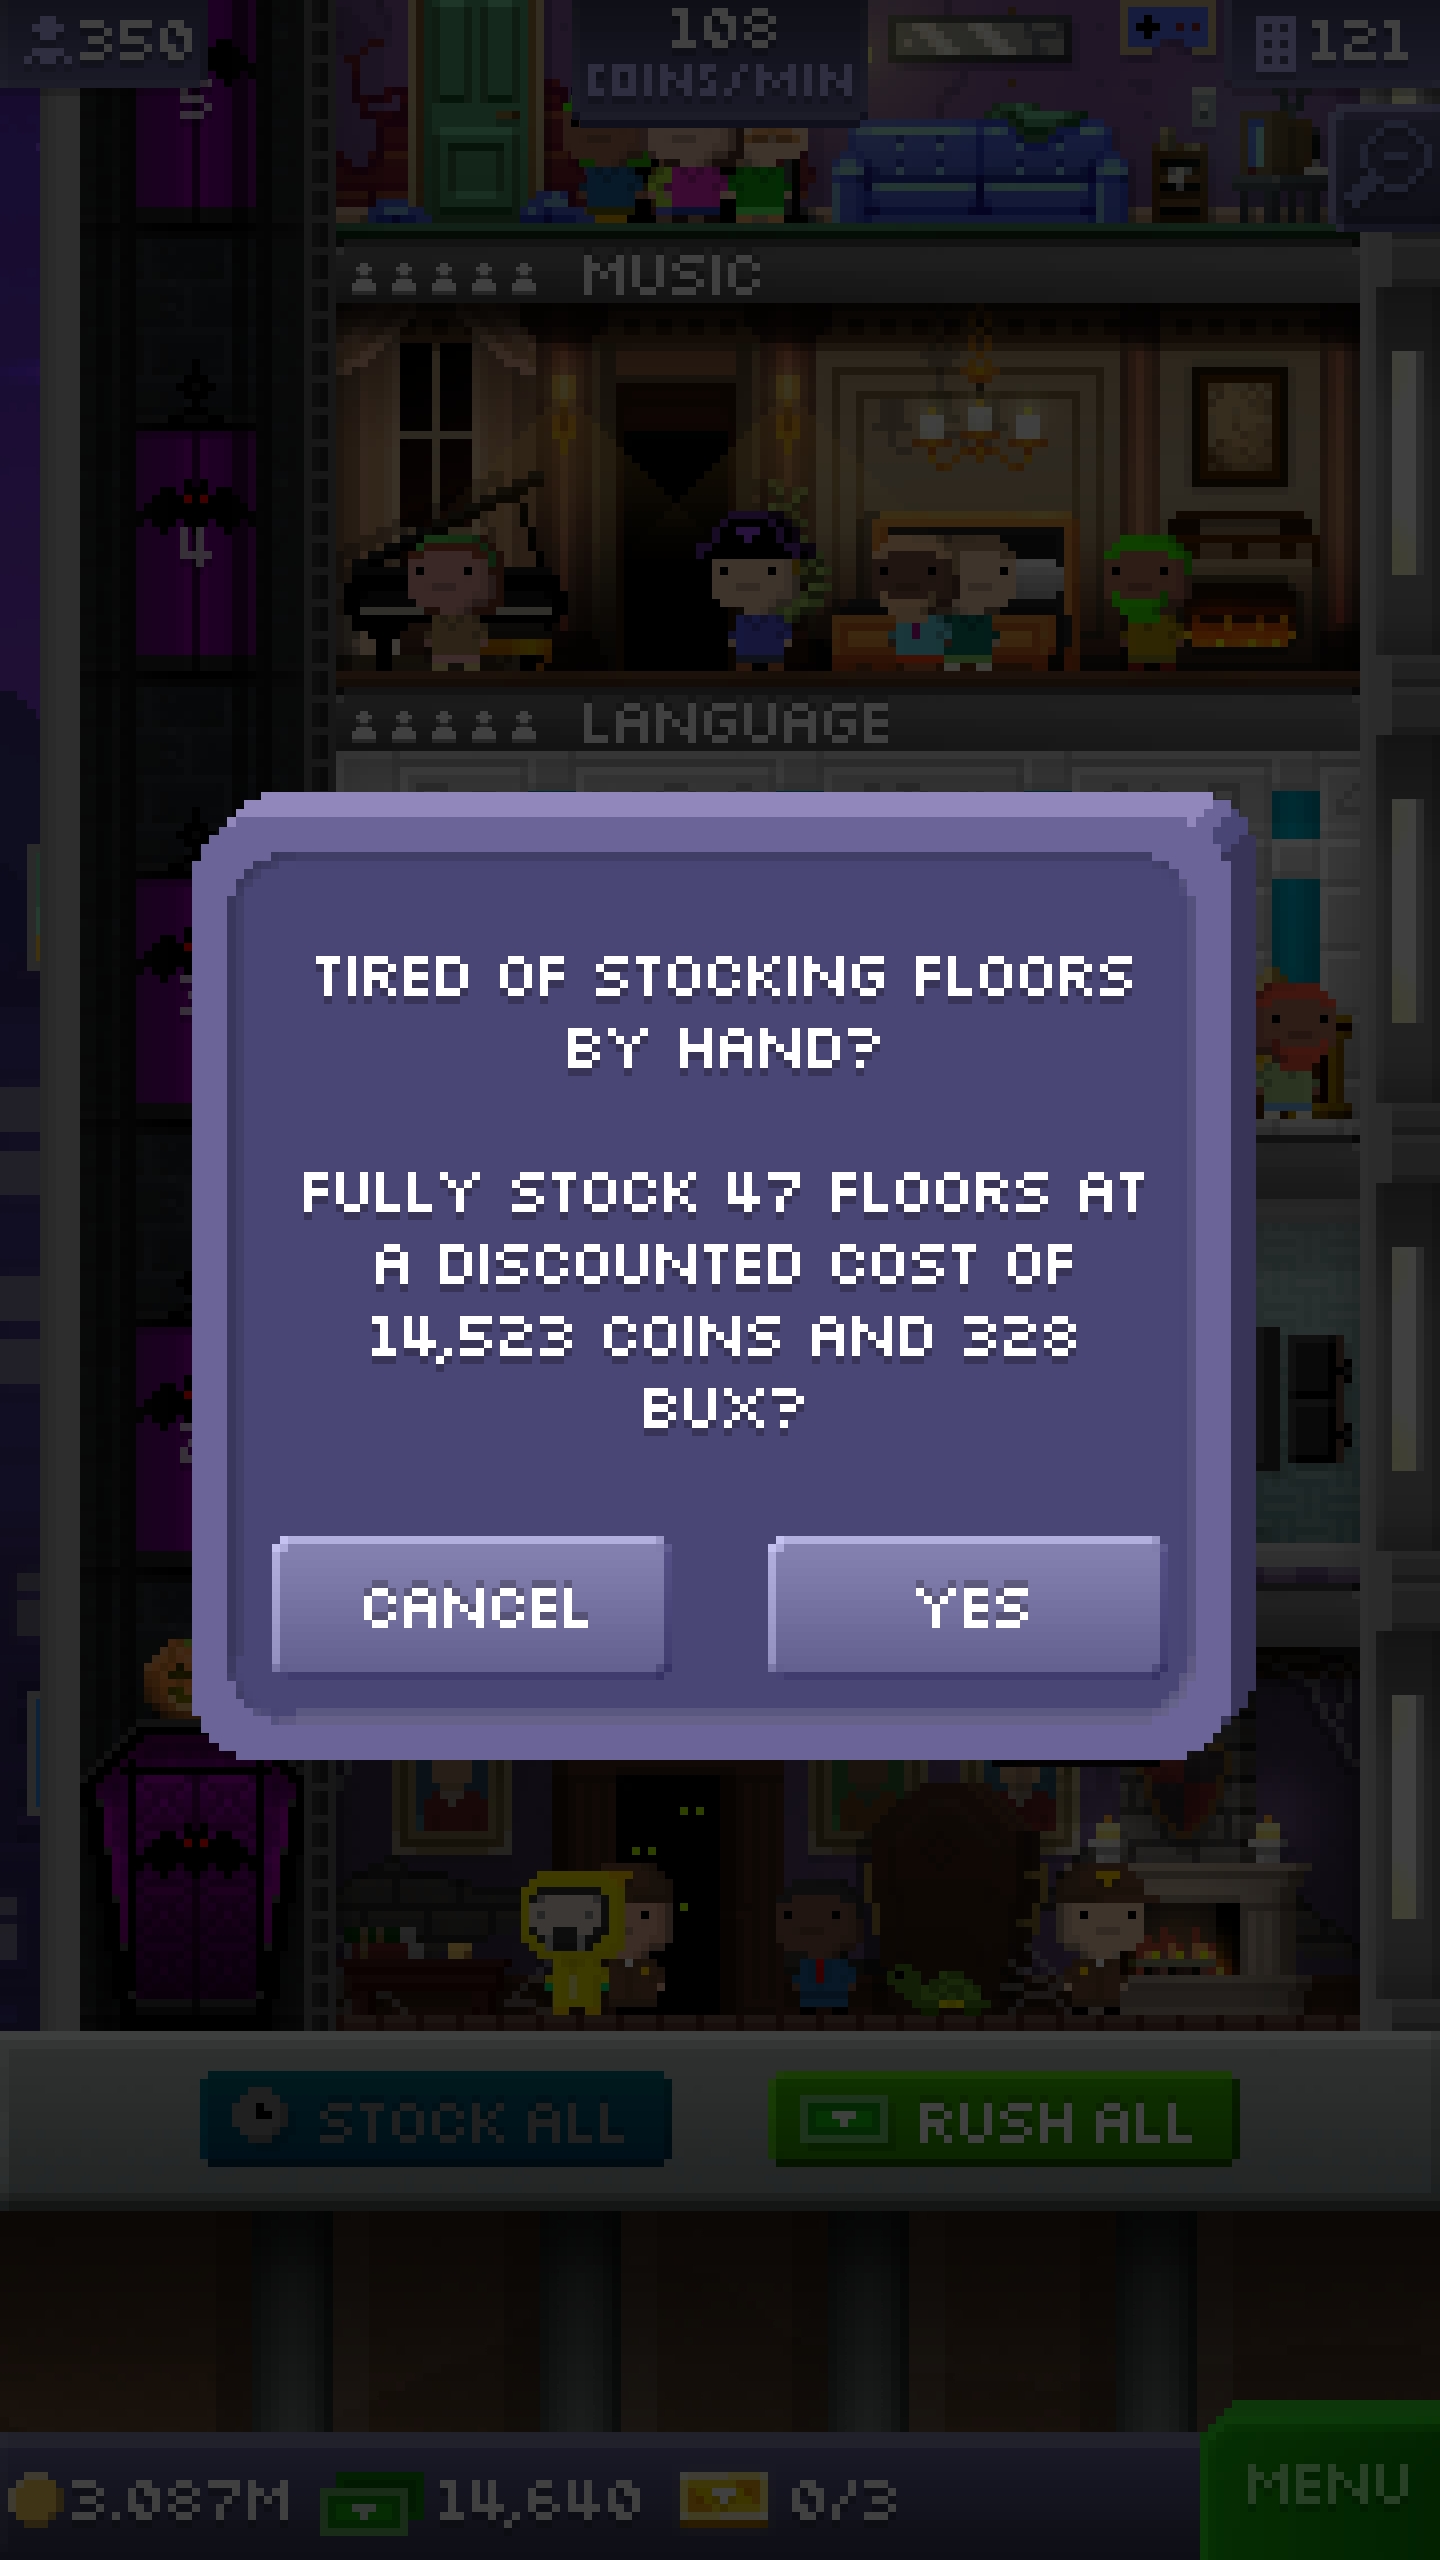 350
108
COINS/MIN
121
5
MUSIC
4
LANGUAGE
TIRED OF STOCKING FLOORS
BY HAND?
FULLY STOCK 47 FLOORS AT
A DISCOUNTED COST OF
14,523 COINS AND 328
BUX?
CANCEL
YES
STOCK ALL
RUSH ALL
3.087M
14,640
0/3
MENU